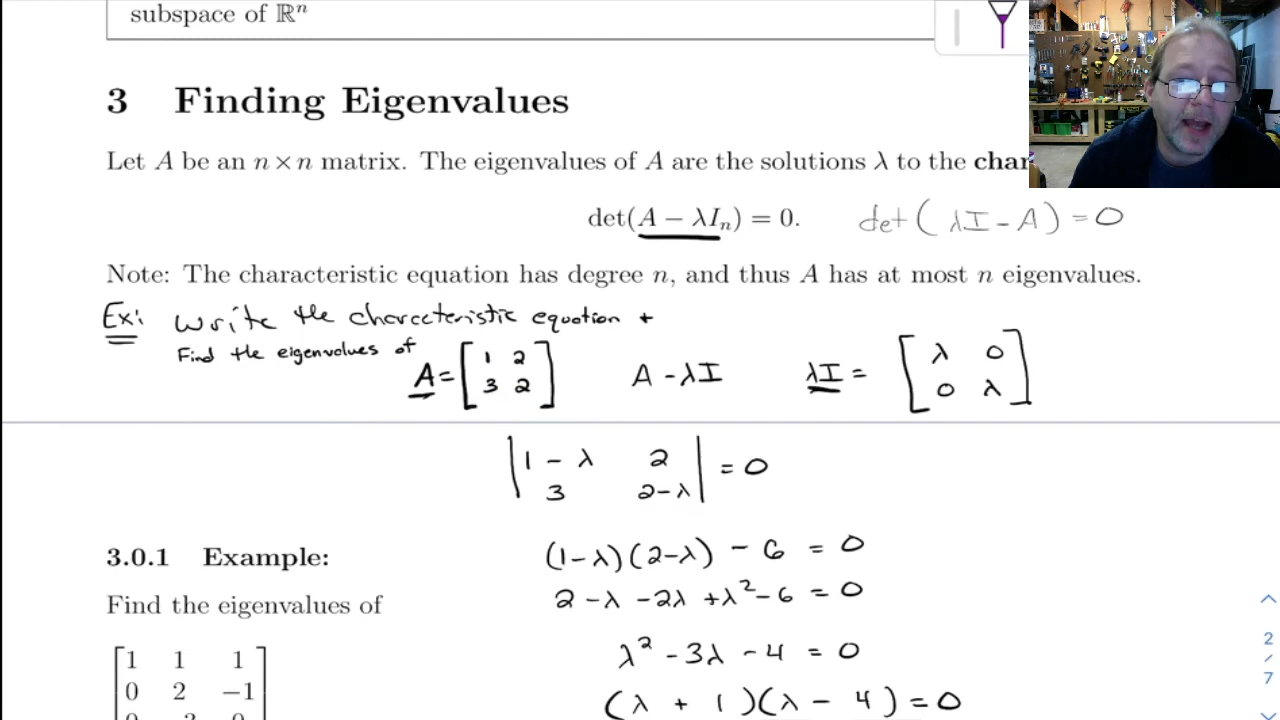 subspace of ℝⁿ
3 Finding Eigenvalues
Let A be an n × n matrix. The eigenvalues of A are the solutions λ to the
det(A − λIₙ) = 0. det(λI − A) = 0
Note: The characteristic equation has degree n, and thus A has at most n eigenvalues.
Ex: Write the charecteristic equation +
Find the eigenvalues of
A = [1 2; 3 2] A − λI λI = [λ 0; 0 λ]
|1 − λ 2; 3 2 − λ| = 0
(1 − λ)(2 − λ) − 6 = 0
2 − λ − 2λ + λ² − 6 = 0
λ² − 3λ − 4 = 0
(λ + 1)(λ − 4) = 0
3.0.1 Example:
Find the eigenvalues of
1 1 1
0 2 −1
2
/
7